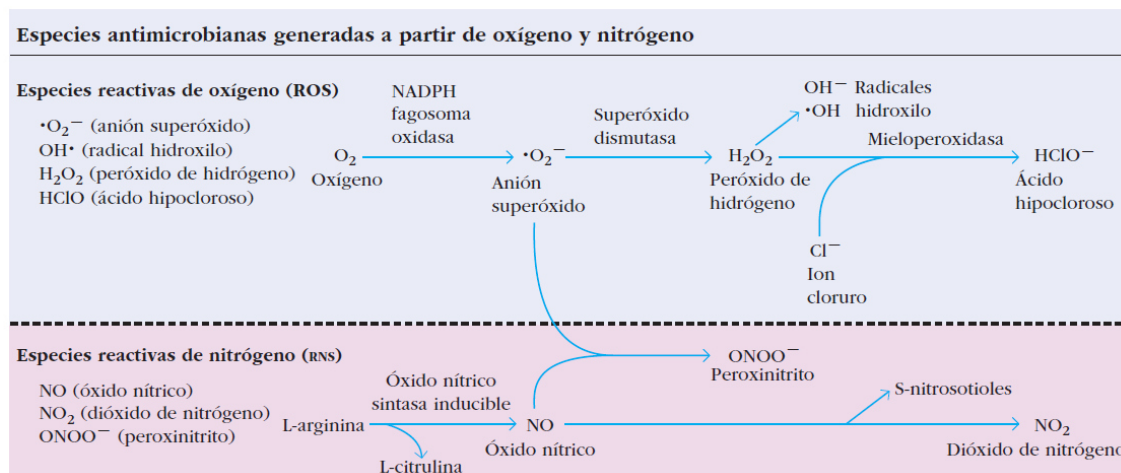 Especies antimicrobianas generadas a partir de oxígeno y nitrógeno
Especies reactivas de oxígeno (ROS)
•O₂⁻ (anión superóxido)
OH• (radical hidroxilo)
H₂O₂ (peróxido de hidrógeno)
HClO (ácido hipocloroso)
O₂
Oxígeno
NADPH
fagosoma
oxidasa
•O₂⁻
Anión
superóxido
Superóxido
dismutasa
H₂O₂
Peróxido de
hidrógeno
OH⁻ Radicales
•OH hidroxilo
Mieloperoxidasa
Cl⁻
Ion
cloruro
HClO⁻
Ácido
hipocloroso
Especies reactivas de nitrógeno (RNS)
NO (óxido nítrico)
NO₂ (dióxido de nitrógeno)
ONOO⁻ (peroxinitrito)
L-arginina
Óxido nítrico
sintasa inducible
L-citrulina
NO
Óxido nítrico
ONOO⁻
Peroxinitrito
S-nitrosotioles
NO₂
Dióxido de nitrógeno